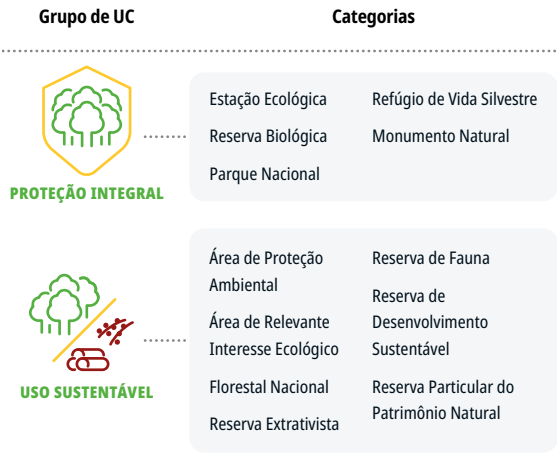 Grupo de UC
Categorias
PROTEÇÃO INTEGRAL
Estação Ecológica
Reserva Biológica
Parque Nacional
Refúgio de Vida Silvestre
Monumento Natural
USO SUSTENTÁVEL
Área de Proteção
Ambiental
Área de Relevante
Interesse Ecológico
Florestal Nacional
Reserva Extrativista
Reserva de Fauna
Reserva de
Desenvolvimento
Sustentável
Reserva Particular do
Patrimônio Natural